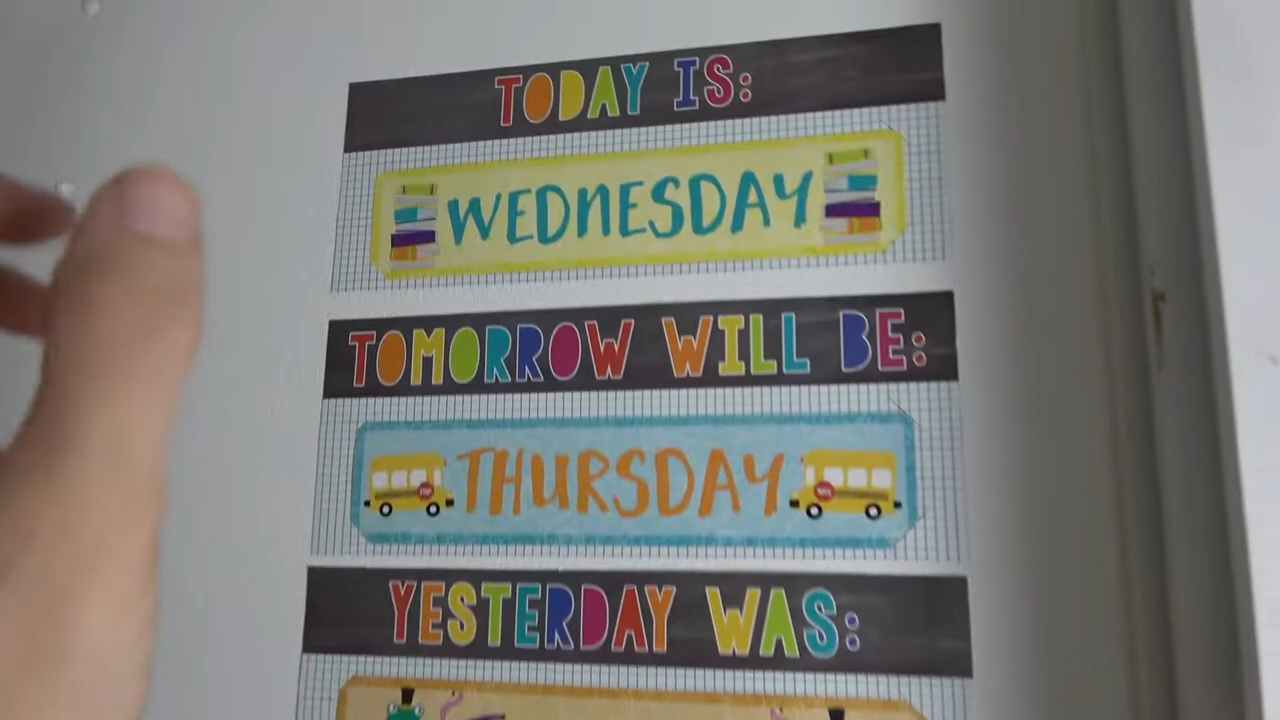 TODAY IS:
WEDNESDAY
TOMORROW WILL BE:
THURSDAY
YESTERDAY WAS: